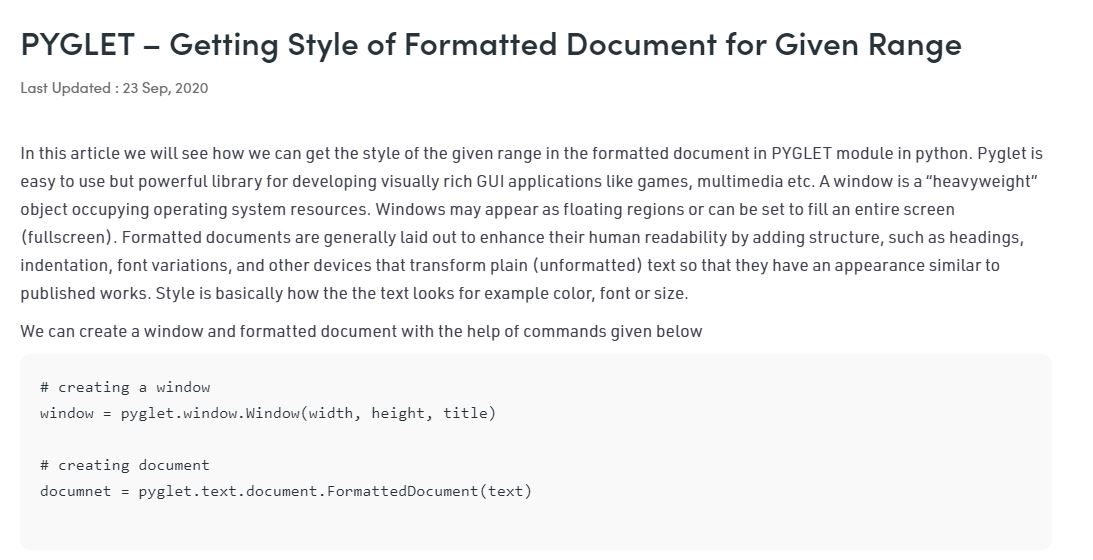 PYGLET – Getting Style of Formatted Document for Given Range
Last Updated : 23 Sep, 2020
In this article we will see how we can get the style of the given range in the formatted document in PYGLET module in python. Pyglet is
easy to use but powerful library for developing visually rich GUI applications like games, multimedia etc. A window is a “heavyweight”
object occupying operating system resources. Windows may appear as floating regions or can be set to fill an entire screen
(fullscreen). Formatted documents are generally laid out to enhance their human readability by adding structure, such as headings,
indentation, font variations, and other devices that transform plain (unformatted) text so that they have an appearance similar to
published works. Style is basically how the the text looks for example color, font or size.
We can create a window and formatted document with the help of commands given below
# creating a window
window = pyglet.window.Window(width, height, title)
# creating document
documnet = pyglet.text.document.FormattedDocument(text)